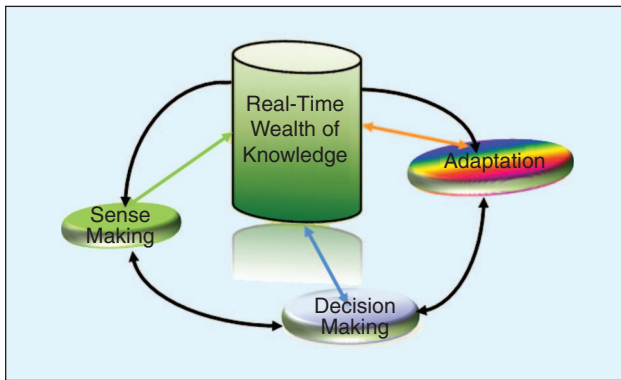 Real-Time
Wealth of
Knowledge
Adaptation
Sense
Making
Decision
Making